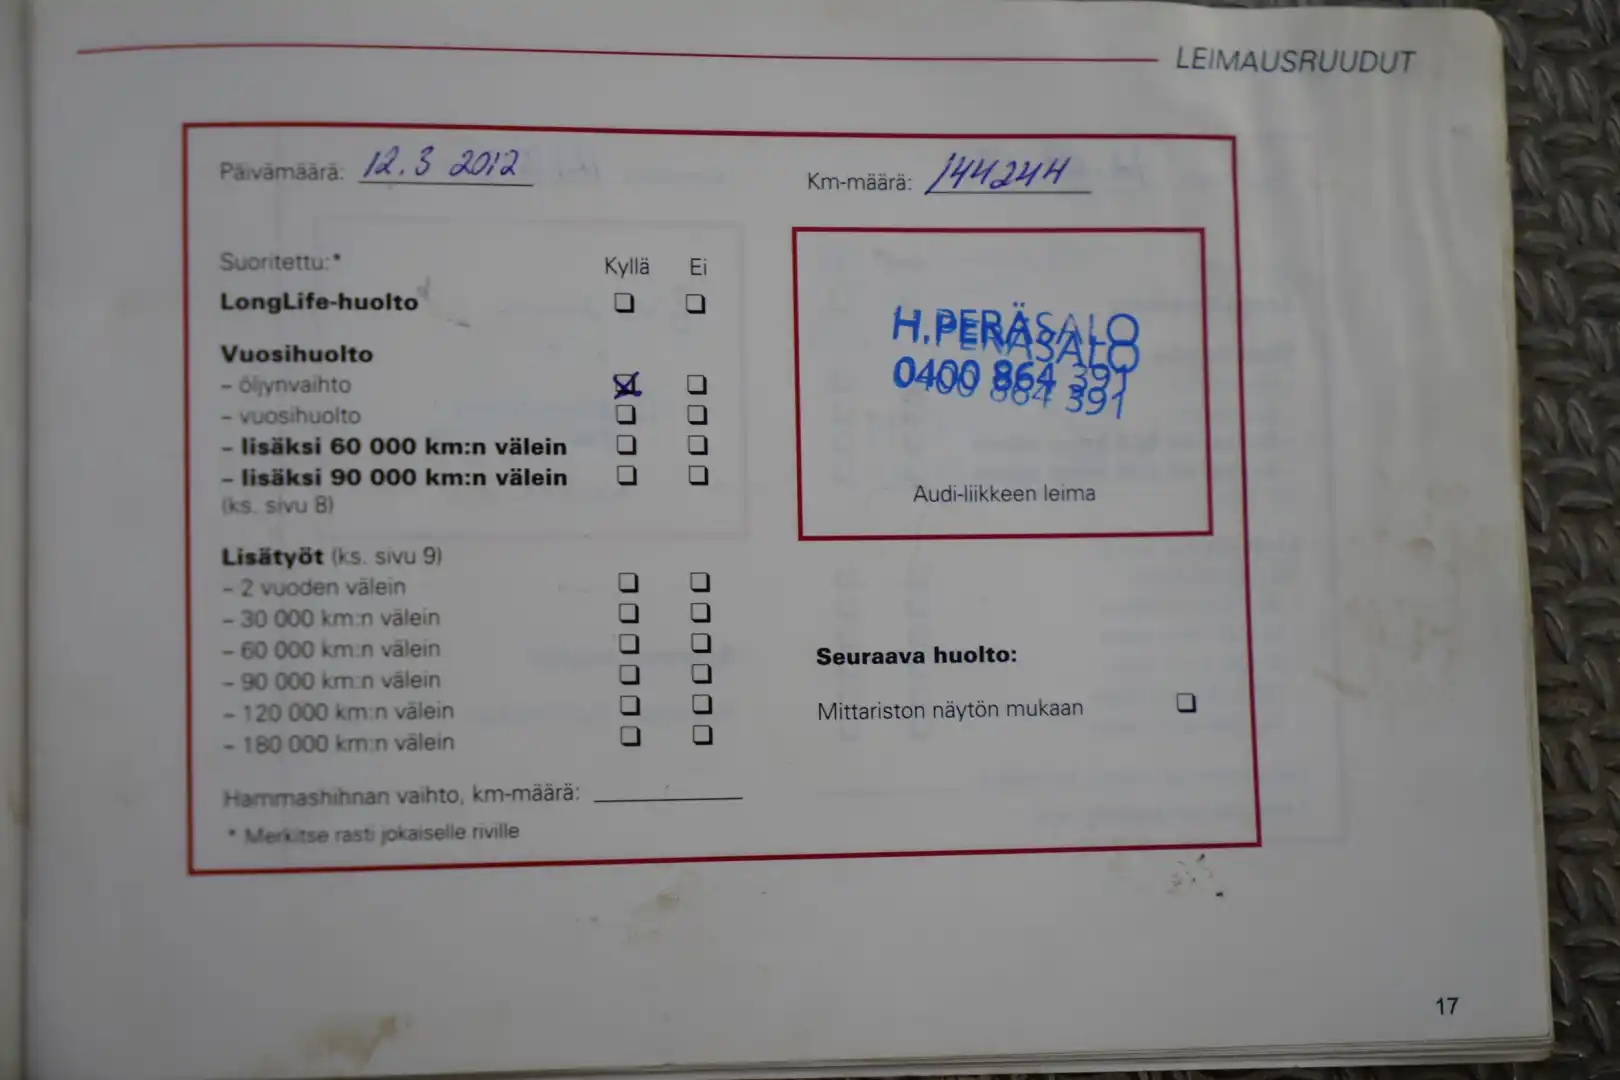 LEIMAUSRUUDUT
Päivämäärä: 12.3 2012
Km-määrä: 144244
Suoritettu:* Kyllä Ei
LongLife-huolto
Vuosihuolto
- öljynvaihto
- vuosihuolto
- lisäksi 60 000 km:n välein
- lisäksi 90 000 km:n välein
(ks. sivu 8)
Lisätyöt (ks. sivu 9)
- 2 vuoden välein
- 30 000 km:n välein
- 60 000 km:n välein
- 90 000 km:n välein
- 120 000 km:n välein
- 180 000 km:n välein
Hammashihnan vaihto, km-määrä:
* Merkitse rasti jokaiselle riville
H.PERÄSALO
0400 864 391
Audi-liikkeen leima
Seuraava huolto:
Mittariston näytön mukaan
17